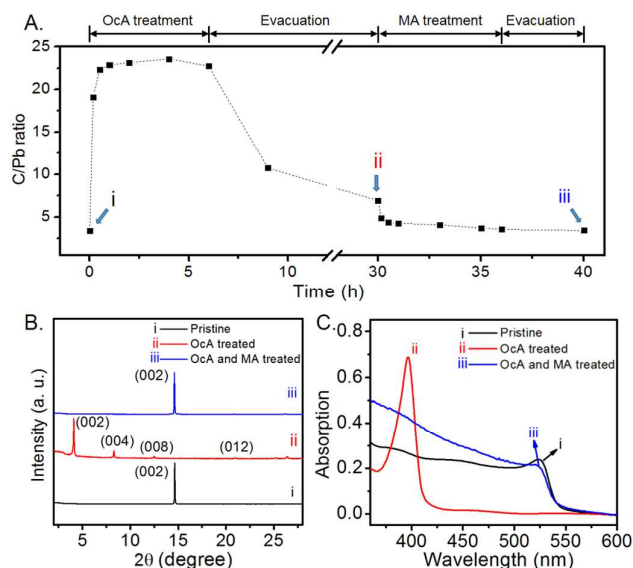 A.
OcA treatment Evacuation MA treatment Evacuation
25
20
15
10
5
C/Pb ratio
i
ii
iii
0 5 10 30 35 40
Time (h)
B.
i Pristine
ii OcA treated
iii OcA and MA treated
(002)
iii
(002)
(004)
(008)
(012)
ii
(002)
i
Intensity (a. u.)
5 10 15 20 25
2θ (degree)
C.
0.8
0.6
0.4
0.2
0.0
Absorption
i Pristine
ii OcA treated
iii OcA and MA treated
ii
iii
i
400 450 500 550 600
Wavelength (nm)